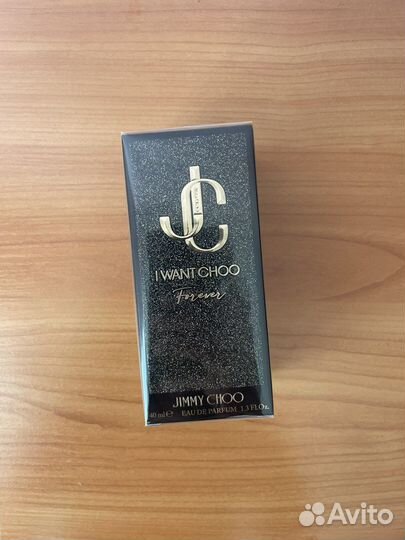 JC
I WANT CHOO
Forever
JIMMY CHOO
40 ml ℮ EAU DE PARFUM 1.3 FL.Oz.
Avito